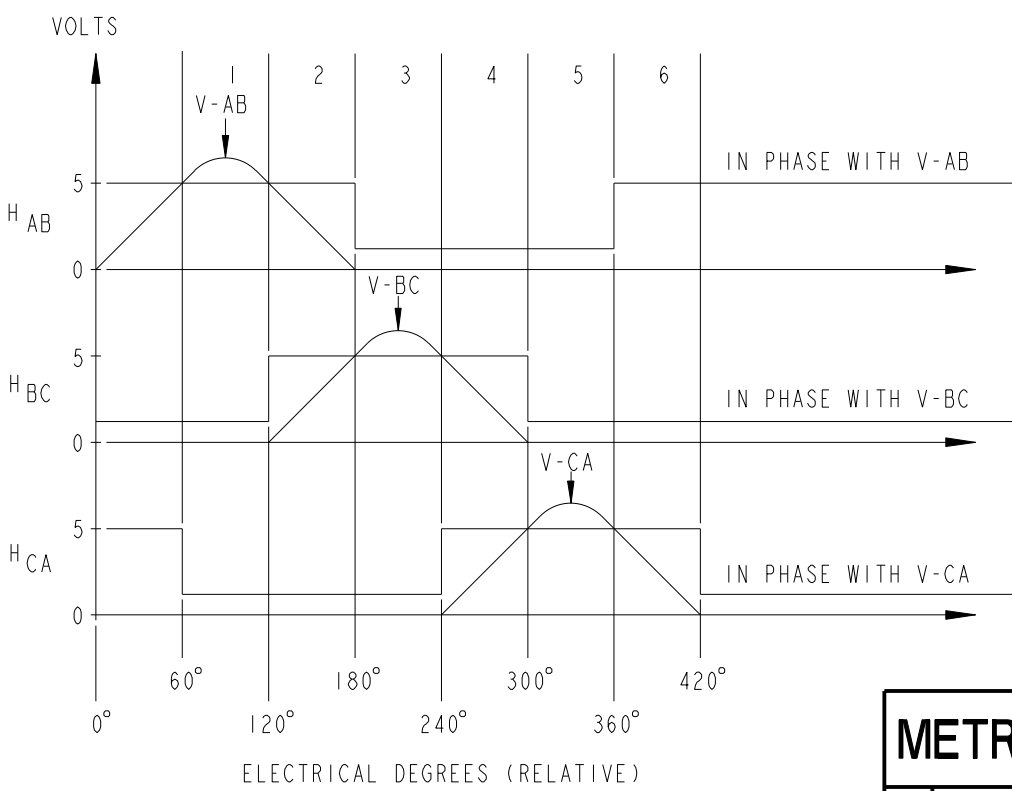 VOLTS
1 2 3 4 5 6
V-AB
5
IN PHASE WITH V-AB
H AB
0
V-BC
5
H BC
IN PHASE WITH V-BC
0
V-CA
5
H CA
IN PHASE WITH V-CA
0
60° 180° 300° 420°
0° 120° 240° 360°
ELECTRICAL DEGREES (RELATIVE)
METR